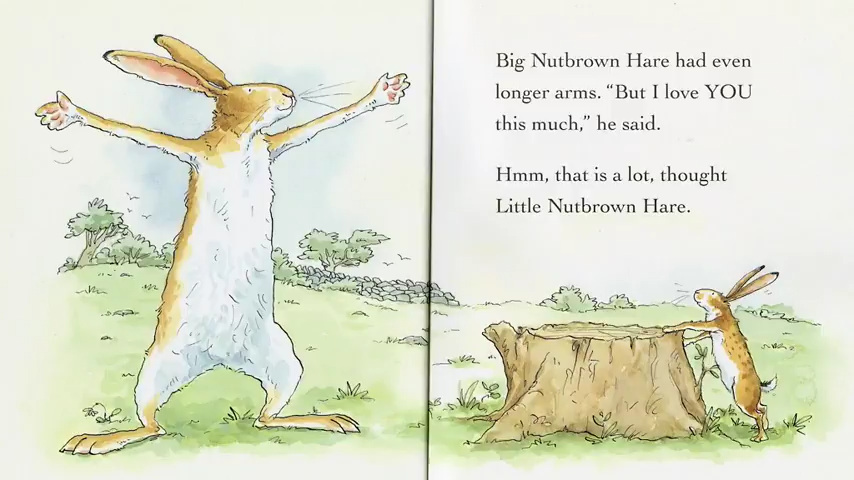 Big Nutbrown Hare had even
longer arms. “But I love YOU
this much,” he said.
Hmm, that is a lot, thought
Little Nutbrown Hare.